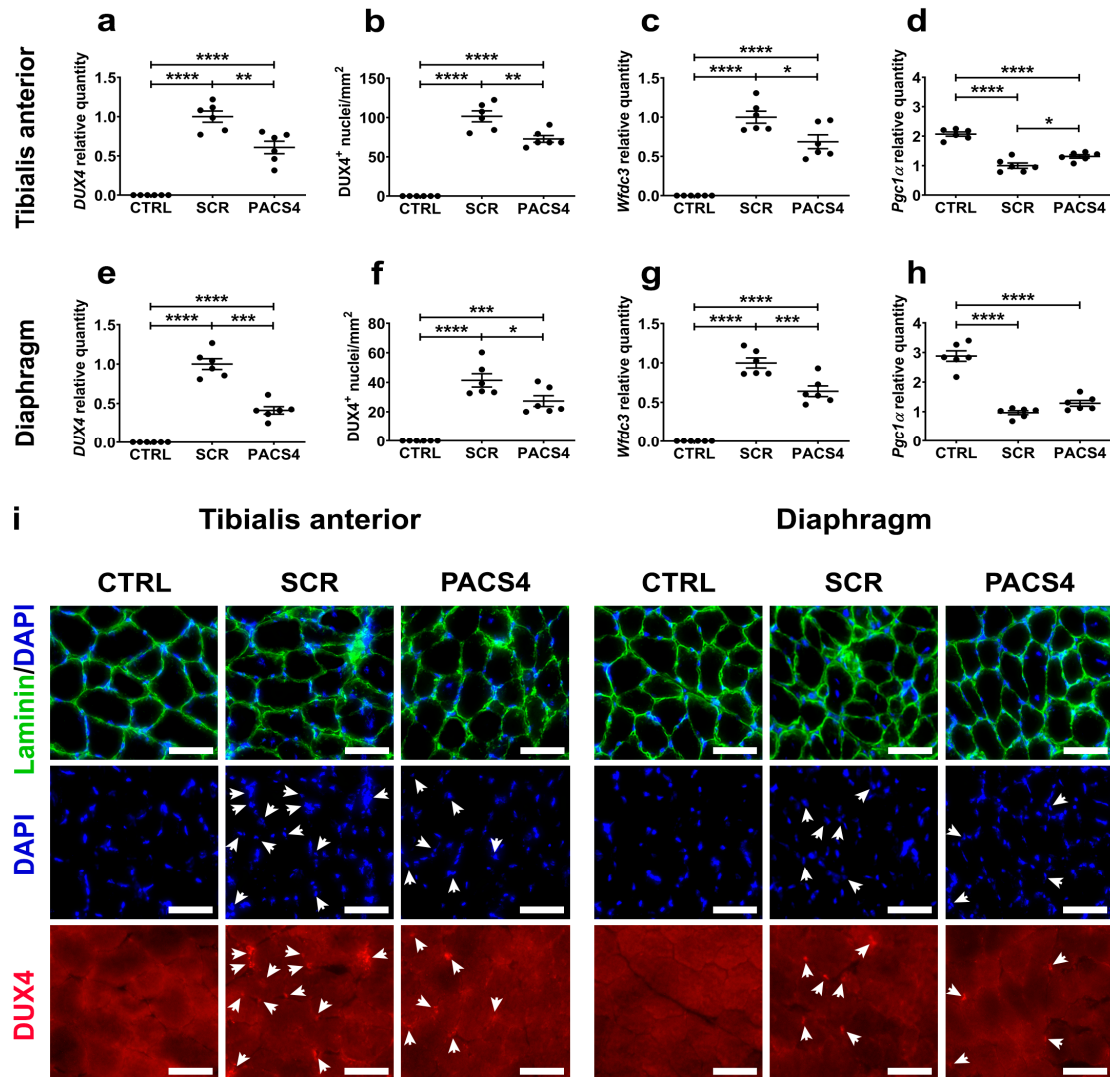 a b c d
Tibialis anterior
DUX4 relative quantity
1.5
1.0
0.5
0.0
****
**** **
CTRL SCR PACS4
DUX4+ nuclei/mm2
150
100
50
0
****
**** **
CTRL SCR PACS4
Wfdc3 relative quantity
1.5
1.0
0.5
0.0
****
**** *
CTRL SCR PACS4
Pgc1α relative quantity
4
3
2
1
0
****
****
*
CTRL SCR PACS4
e f g h
Diaphragm
DUX4 relative quantity
1.5
1.0
0.5
0.0
****
**** ***
CTRL SCR PACS4
DUX4+ nuclei/mm2
80
60
40
20
0
***
**** *
CTRL SCR PACS4
Wfdc3 relative quantity
1.5
1.0
0.5
0.0
****
**** ***
CTRL SCR PACS4
Pgc1α relative quantity
4
3
2
1
0
****
****
CTRL SCR PACS4
i Tibialis anterior Diaphragm
CTRL SCR PACS4 CTRL SCR PACS4
Laminin/DAPI
DAPI
DUX4